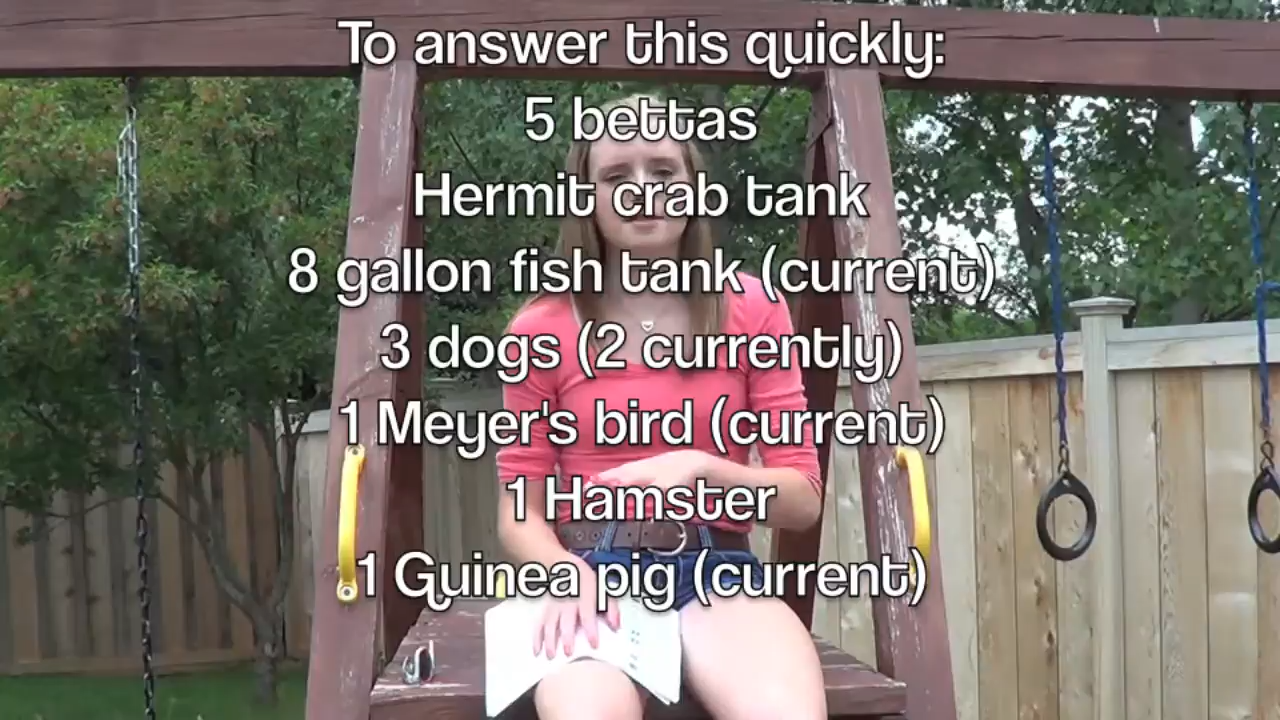 To answer this quickly:
5 bettas
Hermit crab tank
8 gallon fish tank (current)
3 dogs (2 currently)
1 Meyer's bird (current)
1 Hamster
1 Guinea pig (current)